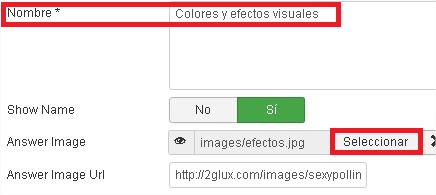 Nombre * Colores y efectos visuales
Show Name No Sí
Answer Image images/efectos.jpg Seleccionar
Answer Image Url http://2glux.com/images/sexypollin